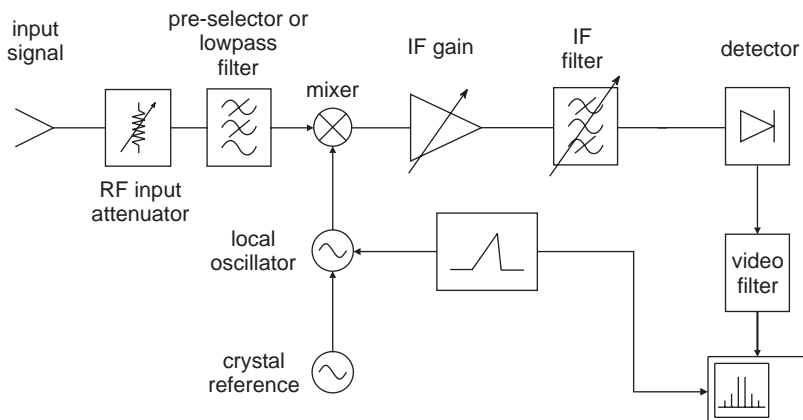 input
signal
pre-selector or
lowpass
filter
mixer
IF gain
IF
filter
detector
RF input
attenuator
local
oscillator
video
filter
crystal
reference